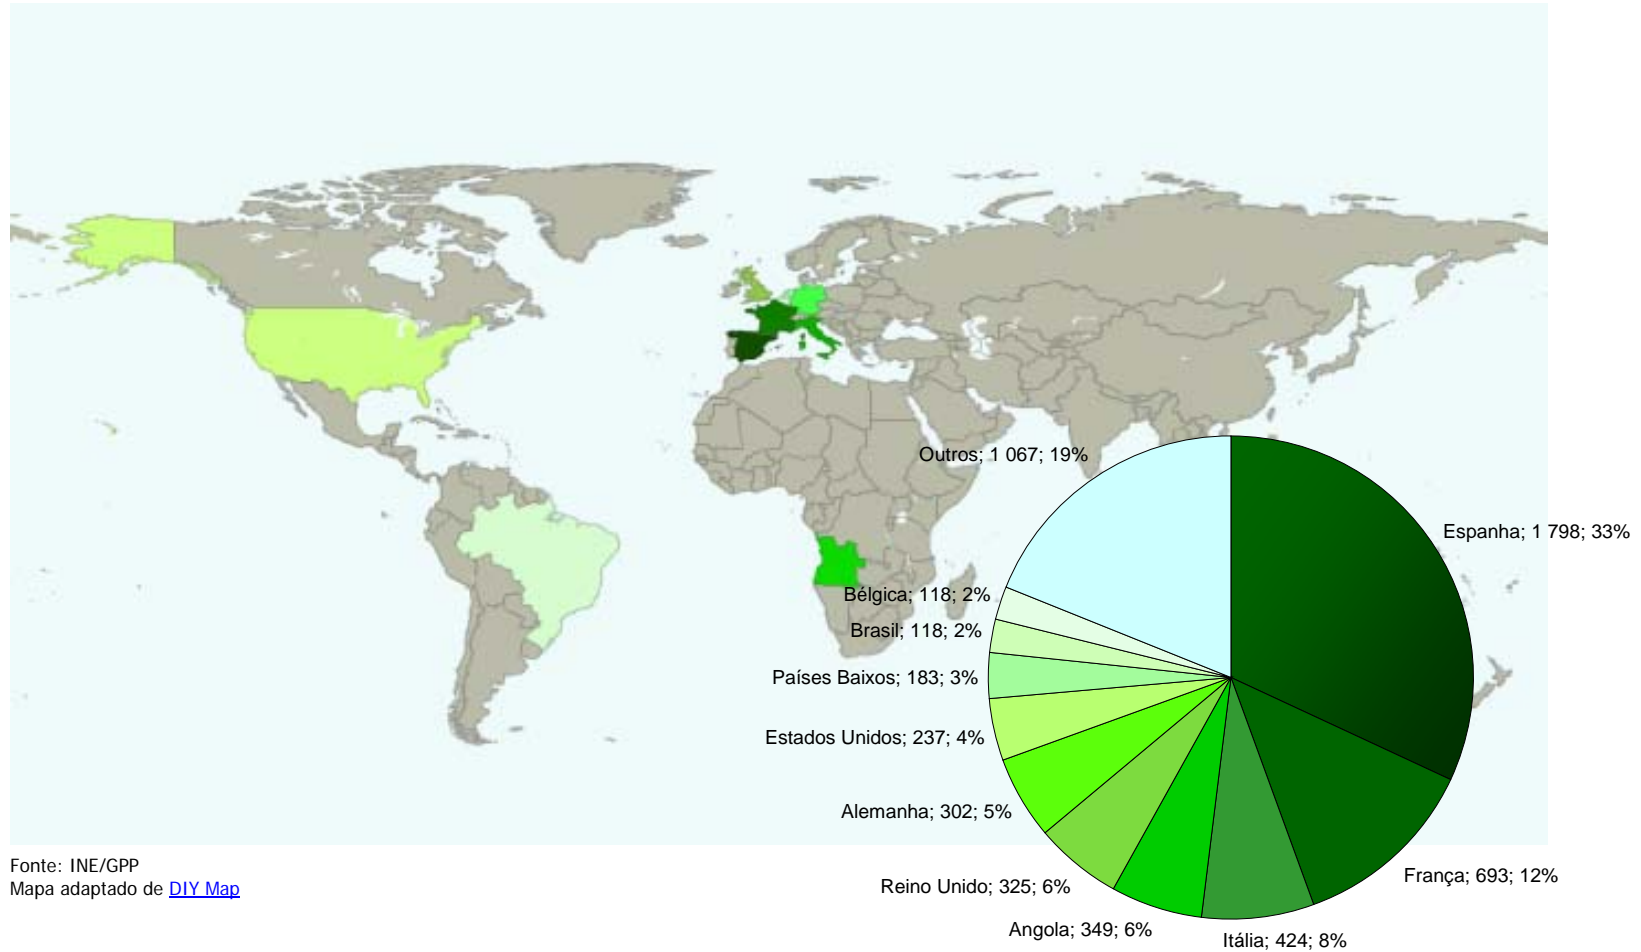 Outros; 1 067; 19%
Espanha; 1 798; 33%
Bélgica; 118; 2%
Brasil; 118; 2%
Países Baixos; 183; 3%
Estados Unidos; 237; 4%
Alemanha; 302; 5%
Reino Unido; 325; 6%
Angola; 349; 6%
Itália; 424; 8%
França; 693; 12%
Fonte: INE/GPP
Mapa adaptado de DIY Map